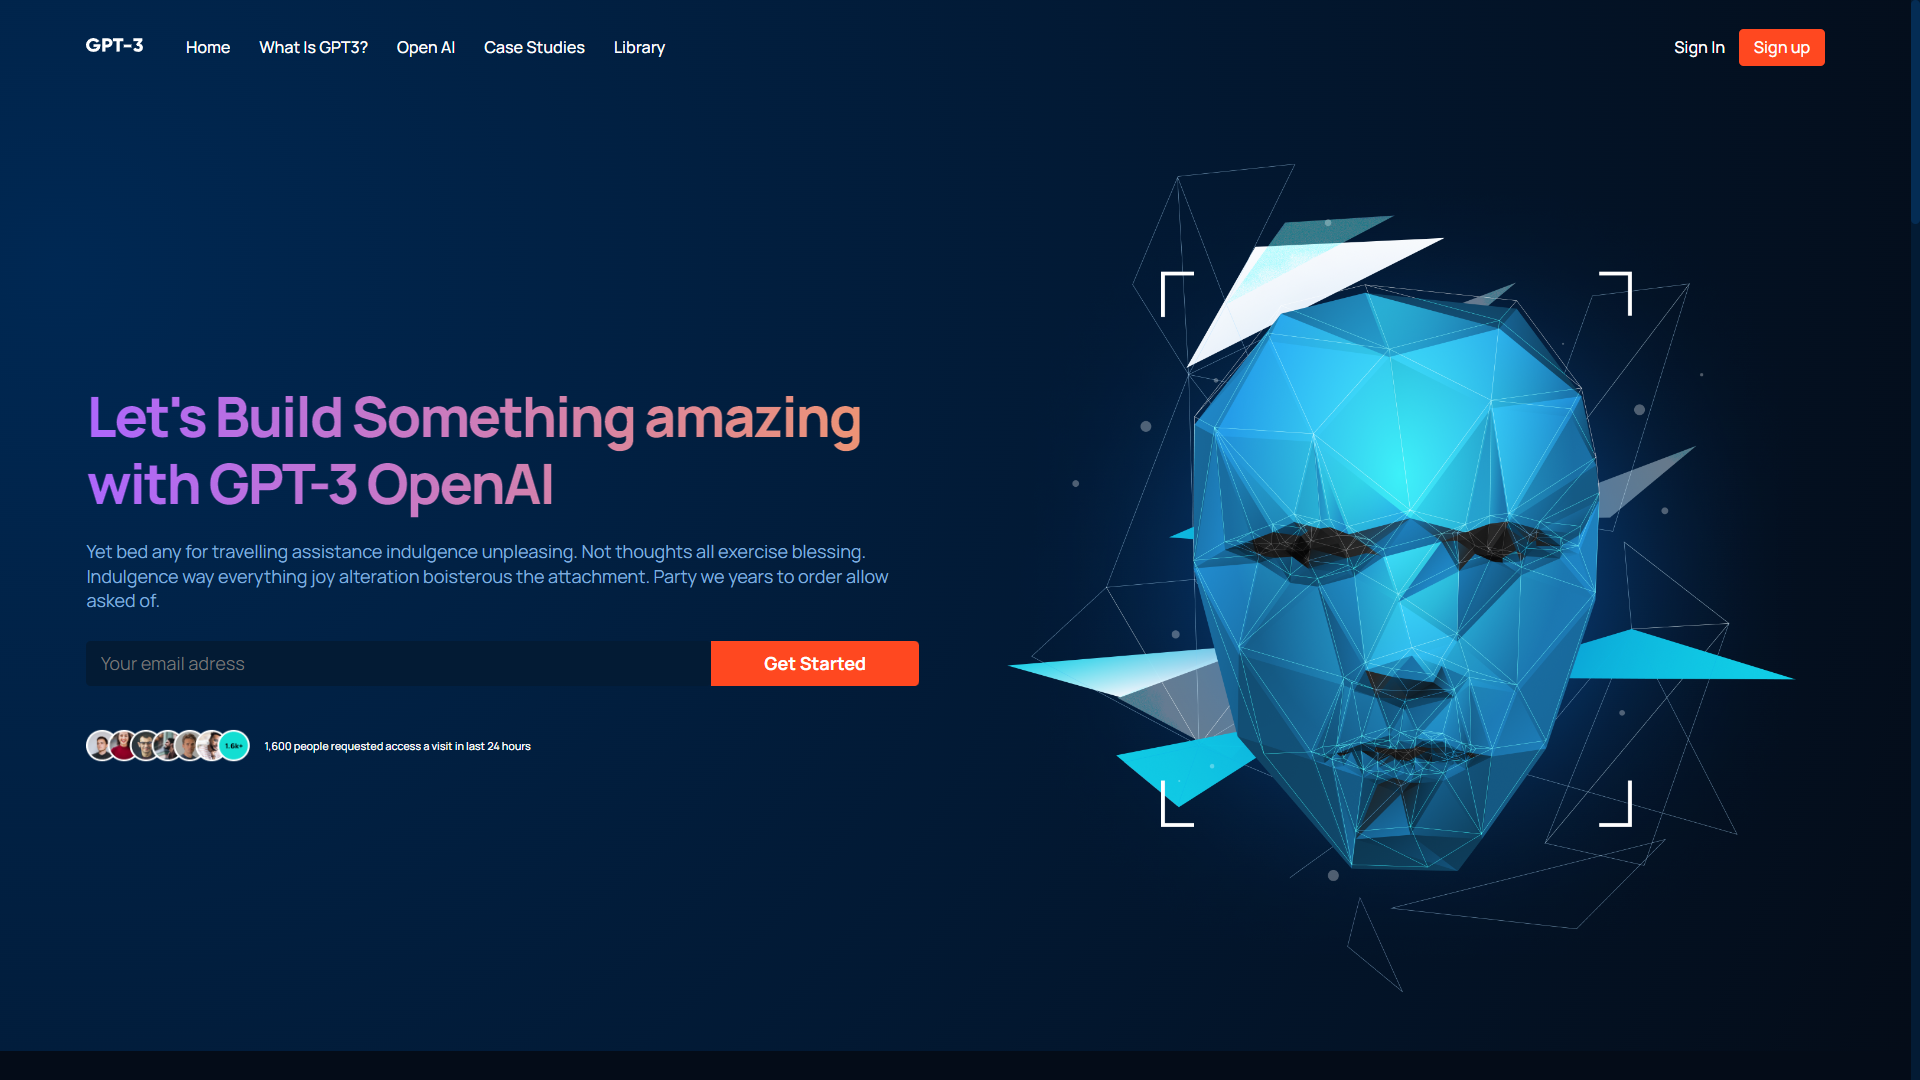 GPT-3
Home
What Is GPT3?
Open AI
Case Studies
Library
Sign In
Sign up
Let's Build Something amazing
with GPT-3 OpenAI
Yet bed any for travelling assistance indulgence unpleasing. Not thoughts all exercise blessing.
Indulgence way everything joy alteration boisterous the attachment. Party we years to order allow
asked of.
Your email adress
Get Started
1.6k+
1,600 people requested access a visit in last 24 hours